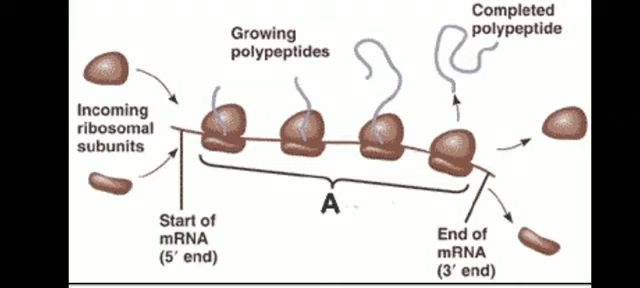 Growing
polypeptides
Completed
polypeptide
Incoming
ribosomal
subunits
A
Start of
mRNA
(5′ end)
End of
mRNA
(3′ end)